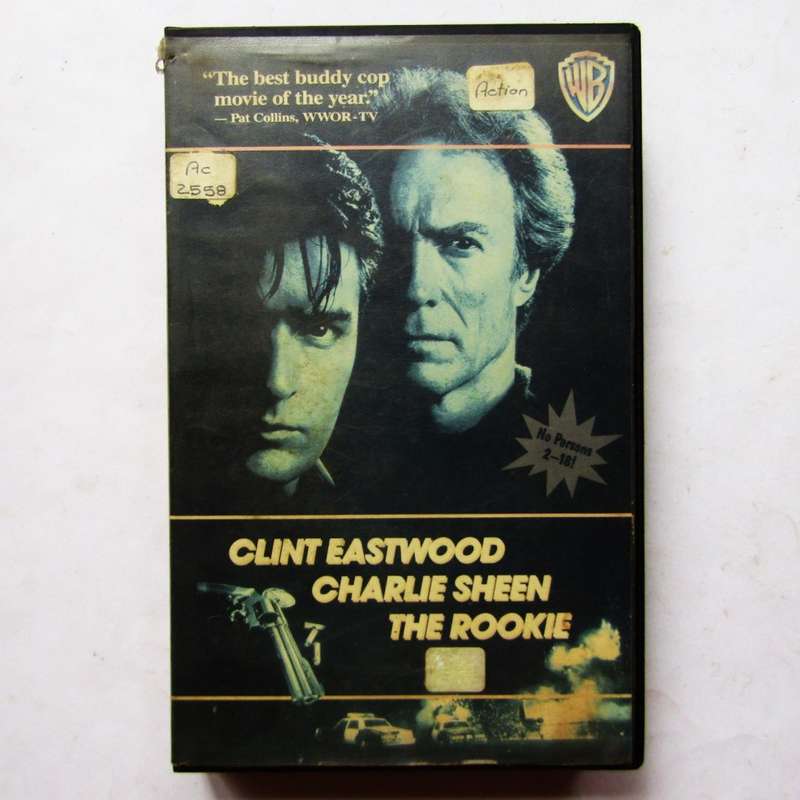 “The best buddy cop
movie of the year.”
— Pat Collins, WWOR-TV
Action
WB
Ac
2558
No Persons
2–18!
CLINT EASTWOOD
CHARLIE SHEEN
THE ROOKIE